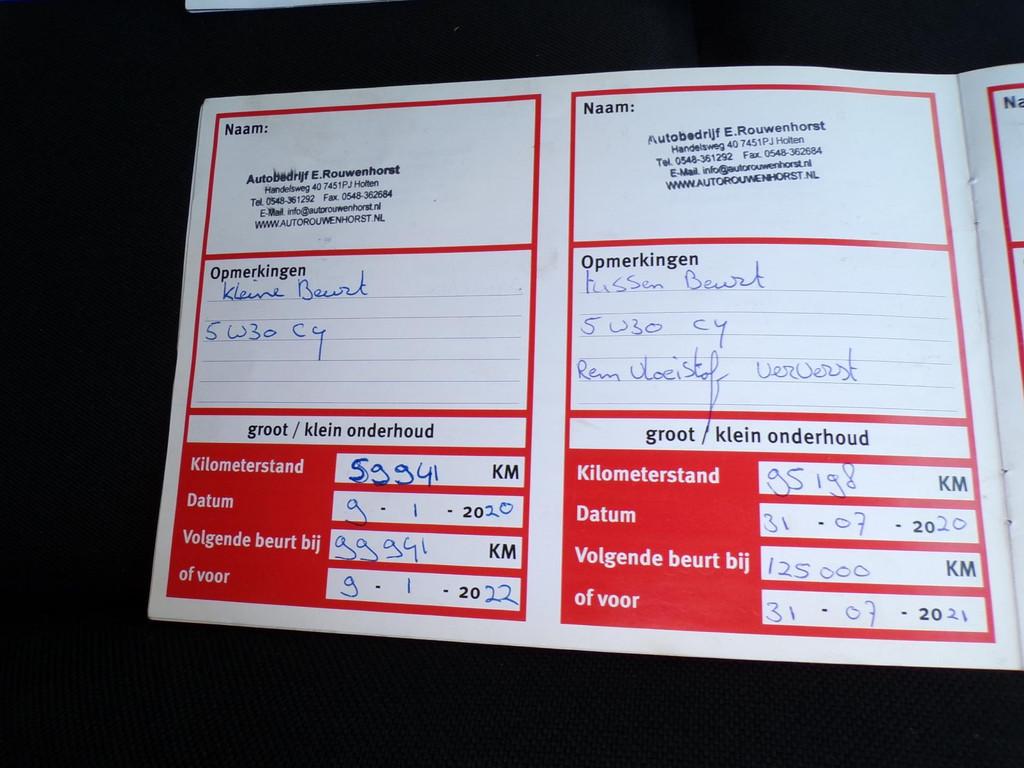 Naam:
Autobedrijf E.Rouwenhorst
Handelsweg 40 7451PJ Holten
Tel. 0548-361292 Fax. 0548-362684
E-Mail. info@autorouwenhorst.nl
WWW.AUTOROUWENHORST.NL
Opmerkingen
kleine Beurt
5W30 C4
groot / klein onderhoud
Kilometerstand 59941 KM
Datum 9 - 1 - 2020
Volgende beurt bij 99941 KM
of voor 9 - 1 - 2022
Naam:
Autobedrijf E.Rouwenhorst
Handelsweg 40 7451PJ Holten
Tel. 0548-361292 Fax. 0548-362684
E-Mail. info@autorouwenhorst.nl
WWW.AUTOROUWENHORST.NL
Opmerkingen
tussen Beurt
5W30 C4
Rem vloeistof ververst
groot / klein onderhoud
Kilometerstand 95198 KM
Datum 31 - 07 - 2020
Volgende beurt bij 125000 KM
of voor 31 - 07 - 2021
Na